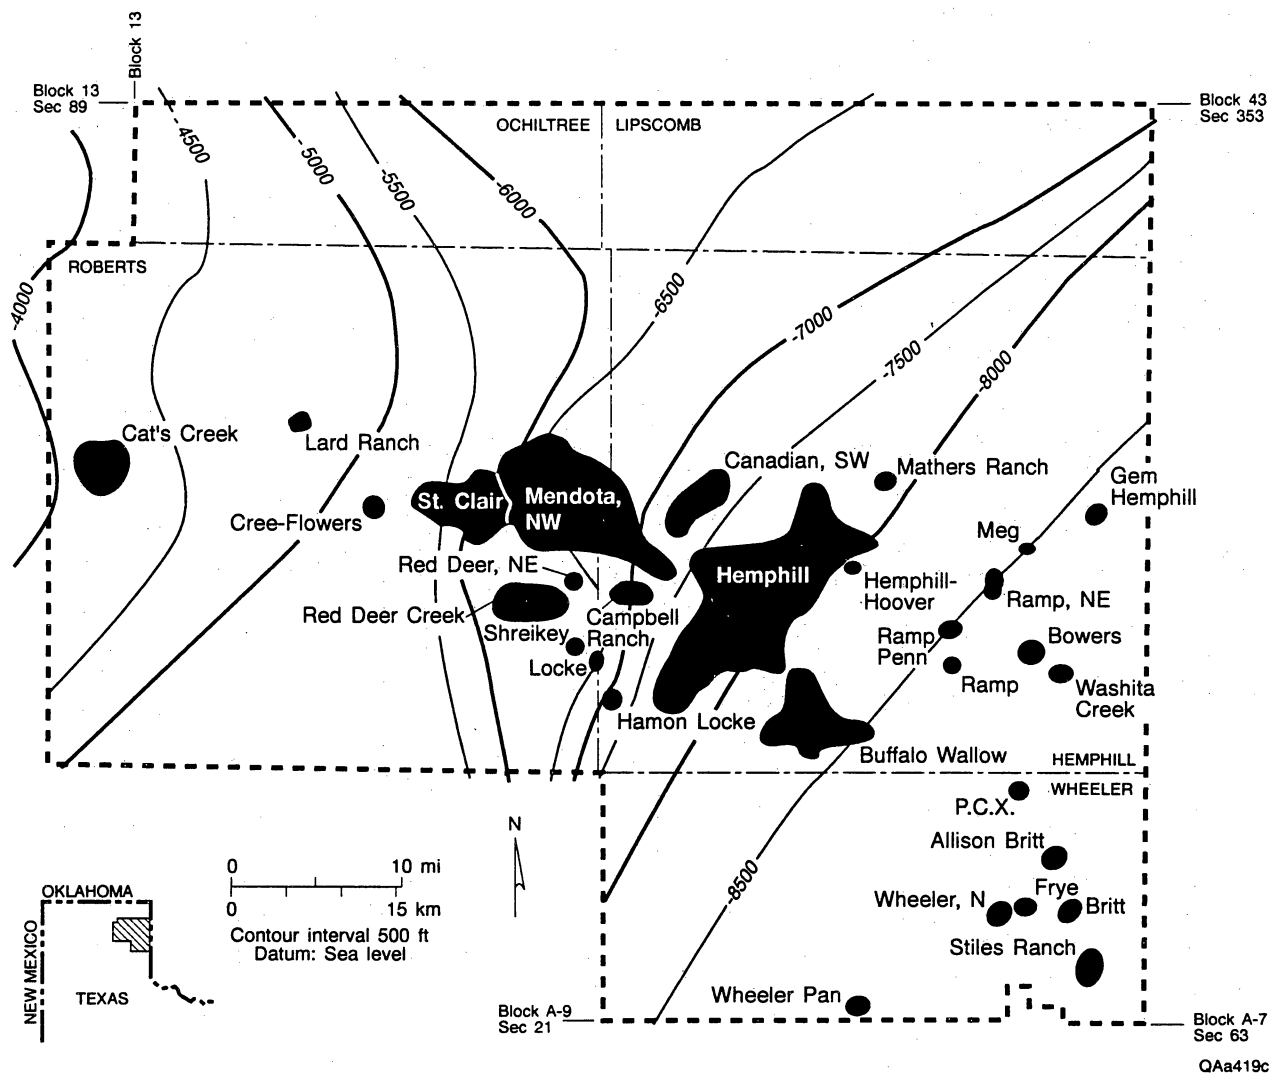 Block 13
Block 13
Sec 89
Block 43
Sec 353
OCHILTREE
LIPSCOMB
-4500
-5000
-5500
-6000
ROBERTS
-4000
-6500
-7000
-7500
-8000
Cat's Creek
Lard Ranch
Canadian, SW
Mathers Ranch
Gem
Hemphill
St. Clair
Mendota,
NW
Cree-Flowers
Meg
Red Deer, NE
Hemphill
Hemphill-
Hoover
Ramp, NE
Red Deer Creek
Campbell
Ranch
Shreikey
Ramp
Penn
Bowers
Locke
Ramp
Washita
Creek
Hamon Locke
Buffalo Wallow
HEMPHILL
WHEELER
P.C.X.
N
Allison Britt
0 10 mi
-8500
Frye
OKLAHOMA
Wheeler, N
Britt
0 15 km
Contour interval 500 ft
Datum: Sea level
Stiles Ranch
NEW MEXICO
TEXAS
Wheeler Pan
Block A-9
Sec 21
Block A-7
Sec 63
QAa419c